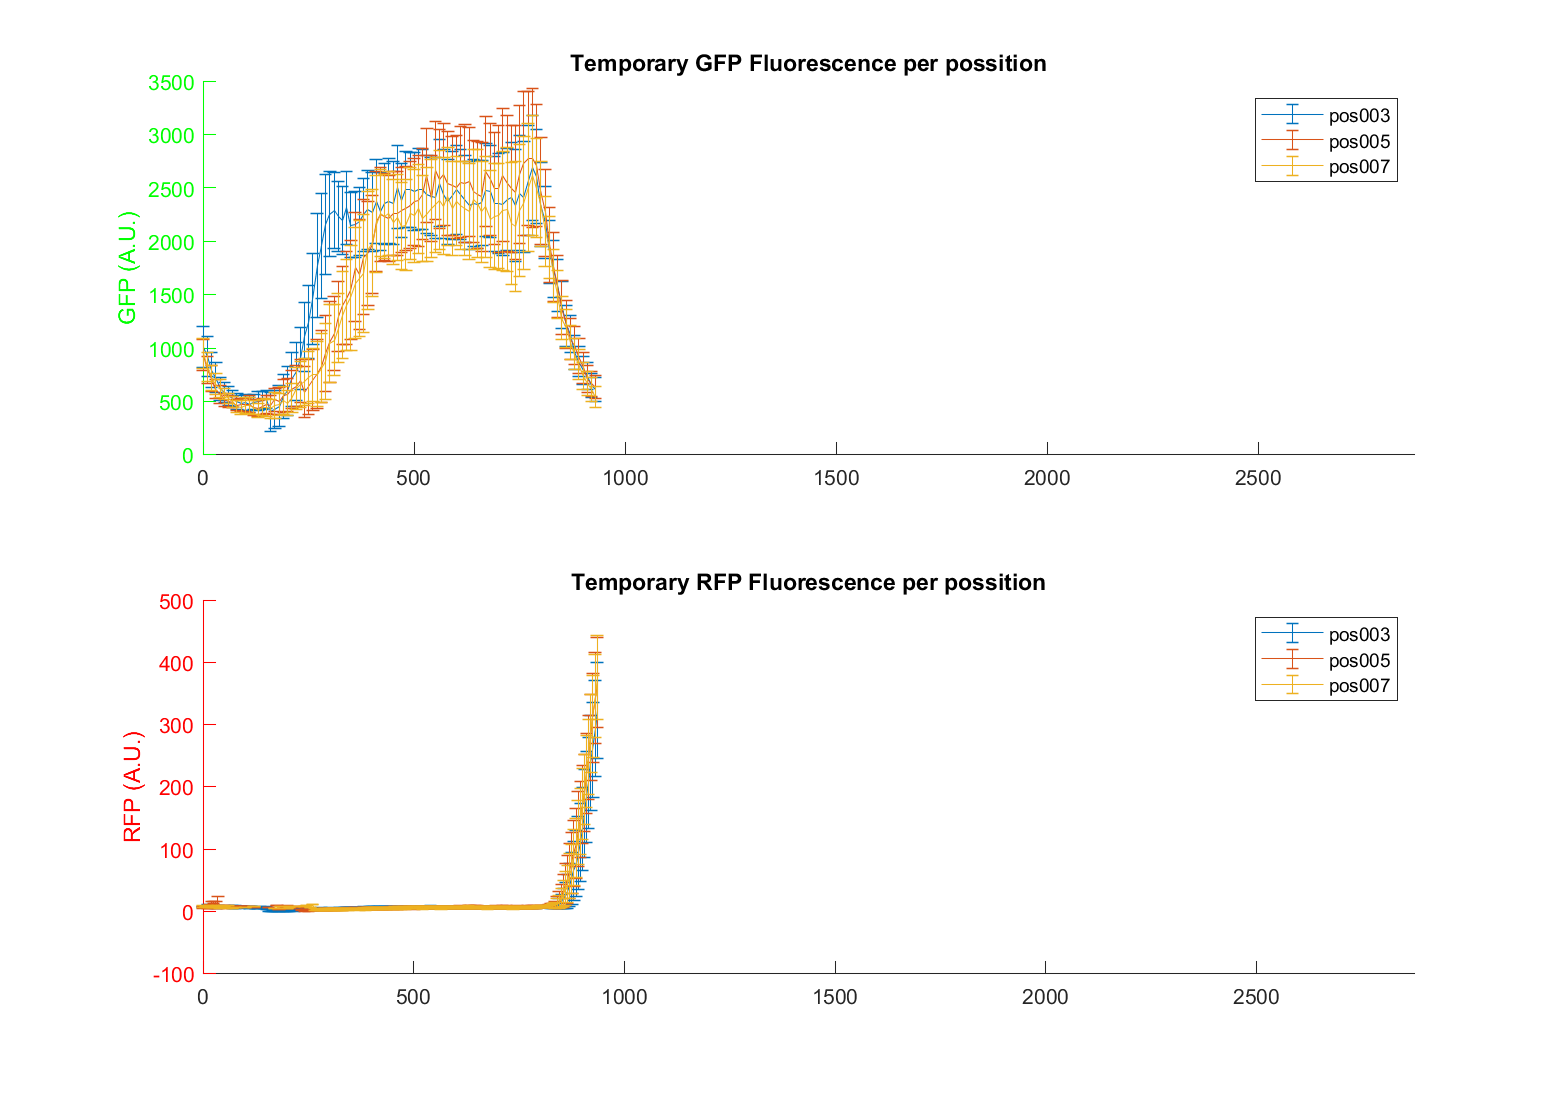 Temporary GFP Fluorescence per possition
3500
3000
2500
2000
1500
1000
500
0
GFP (A.U.)
0 500 1000 1500 2000 2500
pos003
pos005
pos007
Temporary RFP Fluorescence per possition
500
400
300
200
100
0
-100
RFP (A.U.)
0 500 1000 1500 2000 2500
pos003
pos005
pos007